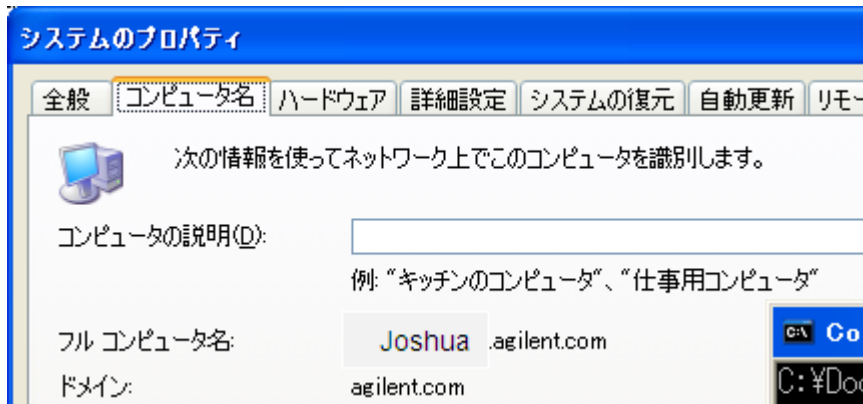 システムのプロパティ
全般 コンピュータ名 ハードウェア 詳細設定 システムの復元 自動更新 リモー
次の情報を使ってネットワーク上でこのコンピュータを識別します。
コンピュータの説明(D):
例: “キッチンのコンピュータ”、“仕事用コンピュータ”
フル コンピュータ名: Joshua .agilent.com
ドメイン: agilent.com
Co
C:¥Doc